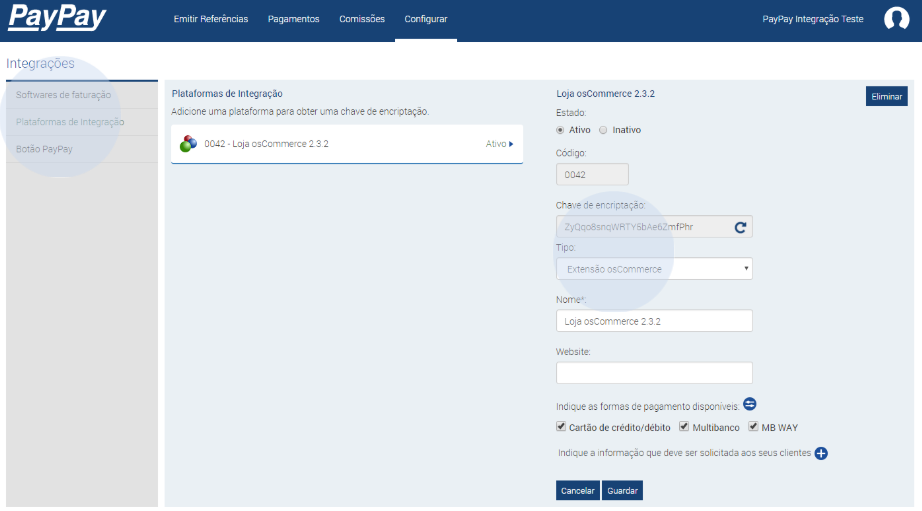 PayPay
Emitir Referências Pagamentos Comissões Configurar PayPay Integração Teste
Integrações
Softwares de faturação
Plataformas de Integração
Botão PayPay
Plataformas de Integração
Adicione uma plataforma para obter uma chave de encriptação.
0042 - Loja osCommerce 2.3.2 Ativo
Loja osCommerce 2.3.2 Eliminar
Estado:
Ativo Inativo
Código:
0042
Chave de encriptação:
ZyQqo8snqWRTY5bAe6ZmfPhr
Tipo:
Extensão osCommerce
Nome*:
Loja osCommerce 2.3.2
Website:
Indique as formas de pagamento disponíveis:
Cartão de crédito/débito Multibanco MB WAY
Indique a informação que deve ser solicitada aos seus clientes
Cancelar Guardar